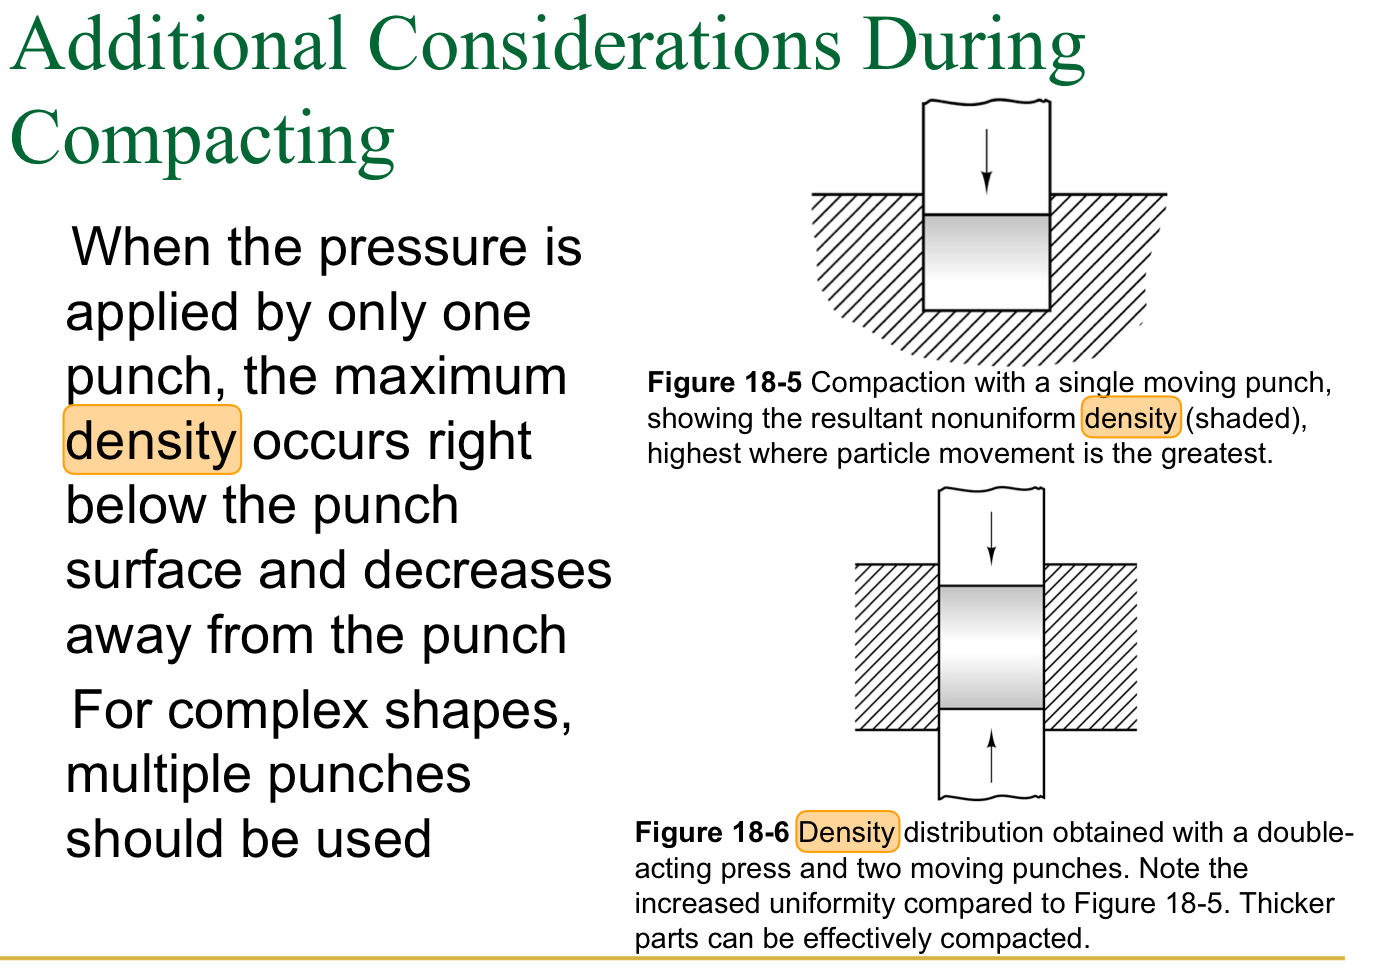 Additional Considerations During
Compacting
When the pressure is
applied by only one
punch, the maximum
density occurs right
below the punch
surface and decreases
away from the punch
For complex shapes,
multiple punches
should be used
Figure 18-5 Compaction with a single moving punch,
showing the resultant nonuniform density (shaded),
highest where particle movement is the greatest.
Figure 18-6 Density distribution obtained with a double-
acting press and two moving punches. Note the
increased uniformity compared to Figure 18-5. Thicker
parts can be effectively compacted.